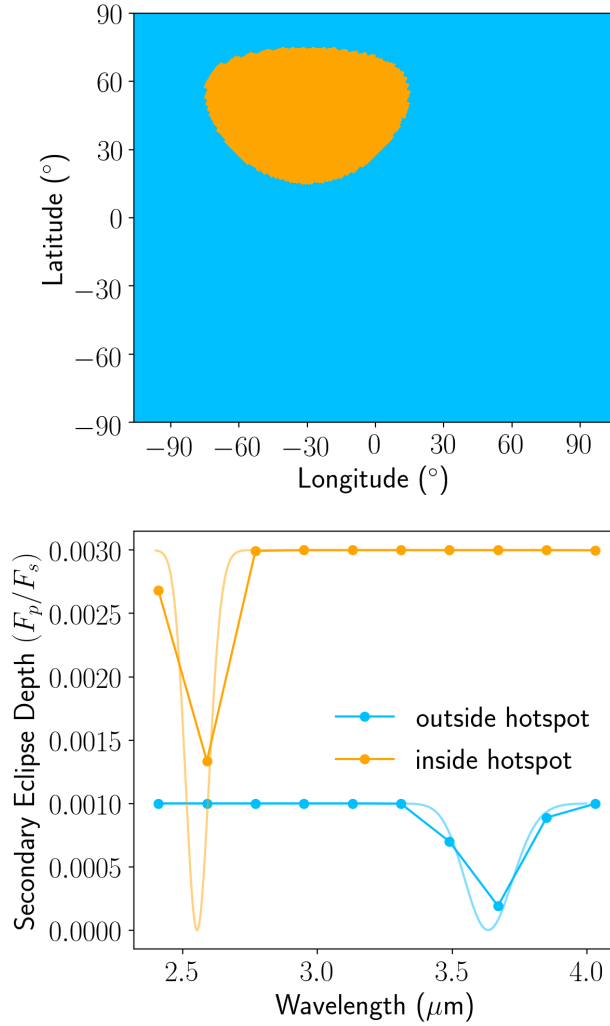 90
60
30
0
−30
−60
−90
Latitude (°)
−90 −60 −30 0 30 60 90
Longitude (°)
0.0030
0.0025
0.0020
0.0015
0.0010
0.0005
0.0000
Secondary Eclipse Depth (F_p/F_s)
outside hotspot
inside hotspot
2.5 3.0 3.5 4.0
Wavelength (μm)